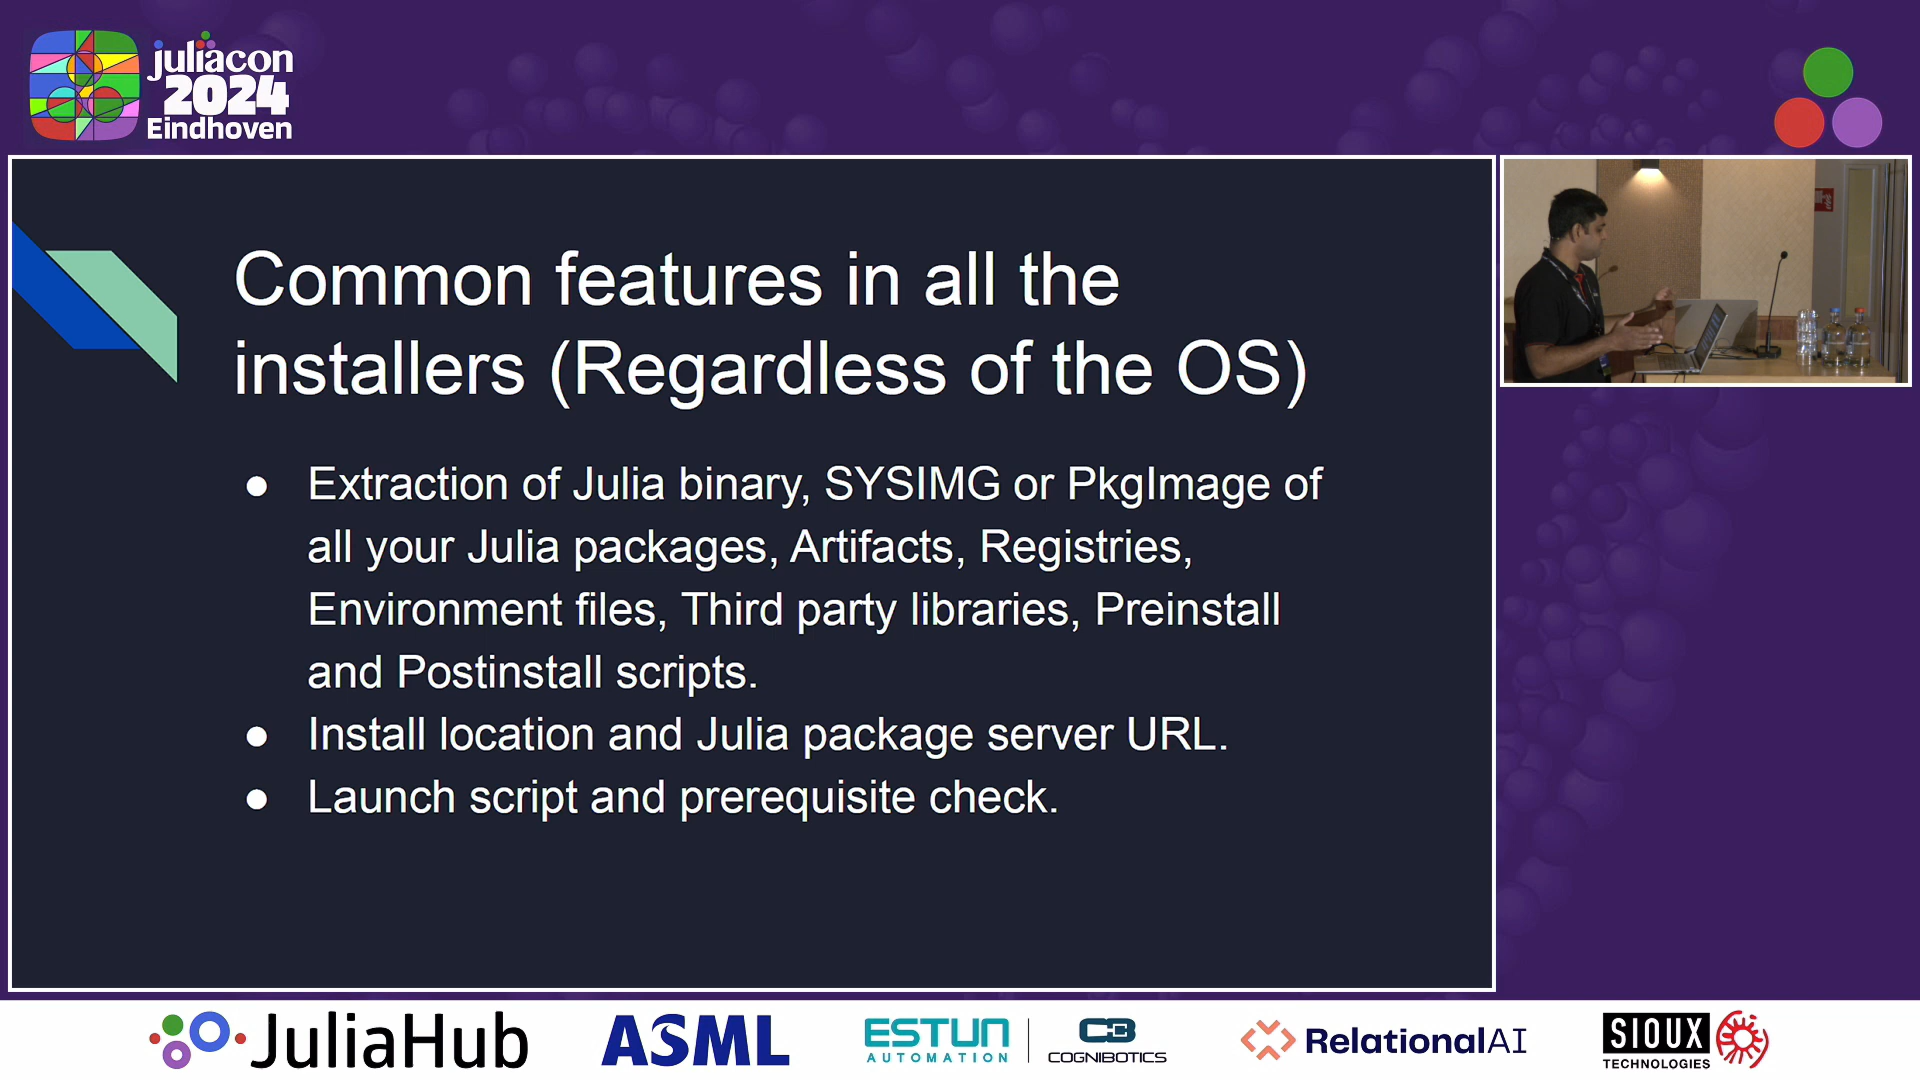 juliacon
2024
Eindhoven
Common features in all the
installers (Regardless of the OS)
● Extraction of Julia binary, SYSIMG or PkgImage of
all your Julia packages, Artifacts, Registries,
Environment files, Third party libraries, Preinstall
and Postinstall scripts.
● Install location and Julia package server URL.
● Launch script and prerequisite check.
JuliaHub
ASML
ESTUN
AUTOMATION
COGNIBOTICS
RelationalAI
SIOUX
TECHNOLOGIES